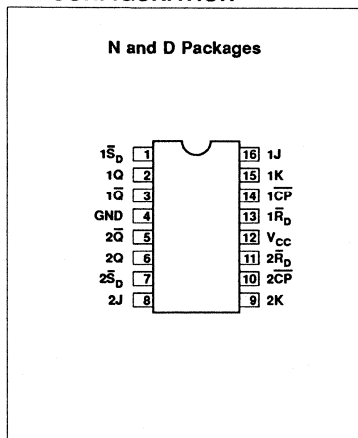 N and D Packages
1S̅D 1 16 1J
1Q 2 15 1K
1Q̅ 3 14 1C̅P̅
GND 4 13 1R̅D
2Q̅ 5 12 VCC
2Q 6 11 2R̅D
2S̅D 7 10 2C̅P̅
2J 8 9 2K